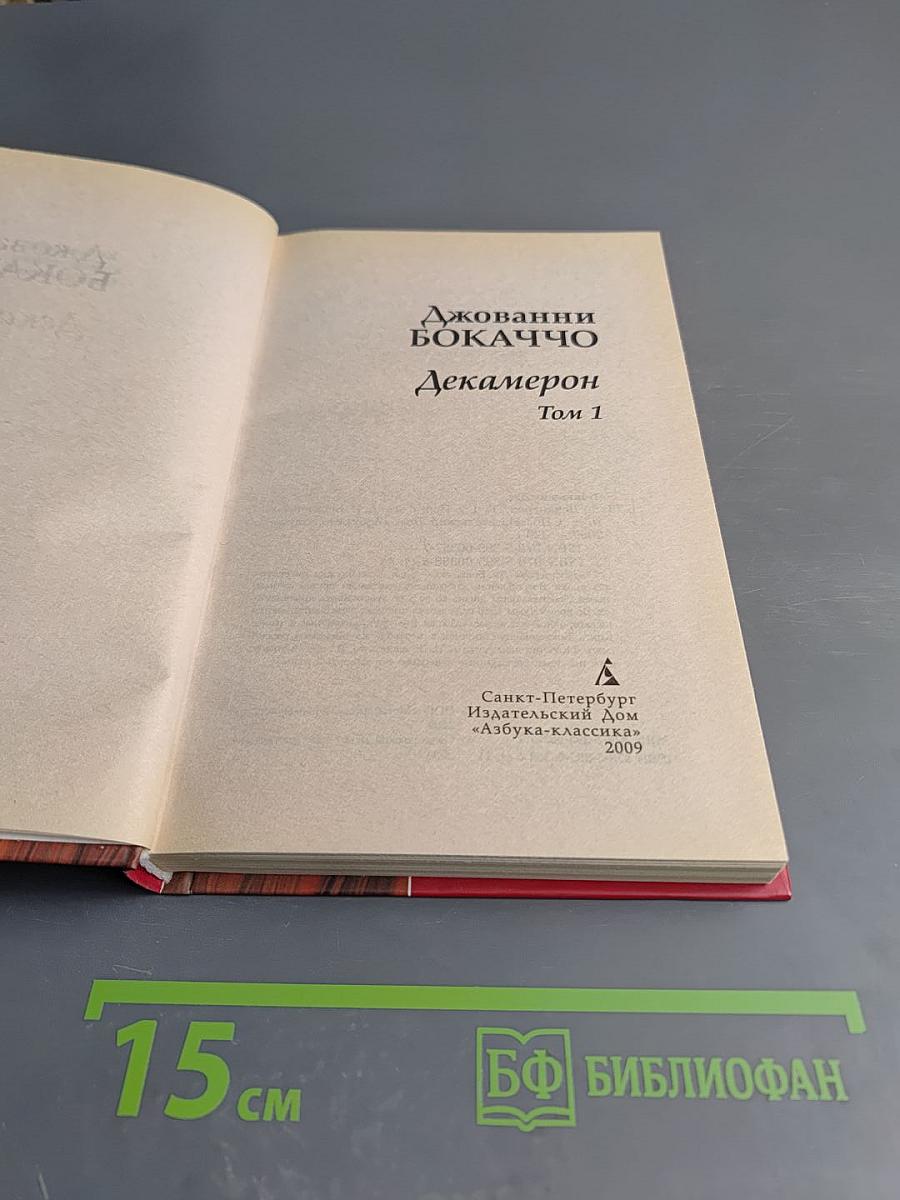 Джованни
БОКАЧЧО
Декамерон
Том 1
Санкт-Петербург
Издательский Дом
«Азбука-классика»
2009
15 см
БФ БИБЛИОФАН